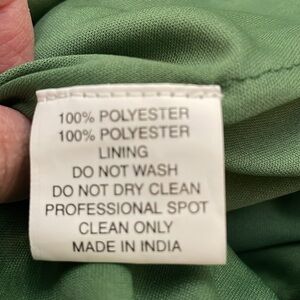 100% POLYESTER
100% POLYESTER
LINING
DO NOT WASH
DO NOT DRY CLEAN
PROFESSIONAL SPOT
CLEAN ONLY
MADE IN INDIA